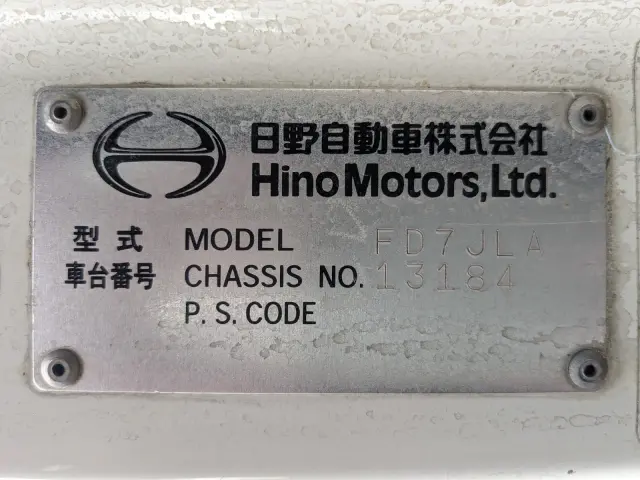 日野自動車株式会社
Hino Motors, Ltd.
型式 MODEL FD7JLA
車台番号 CHASSIS NO. 13184
P. S. CODE